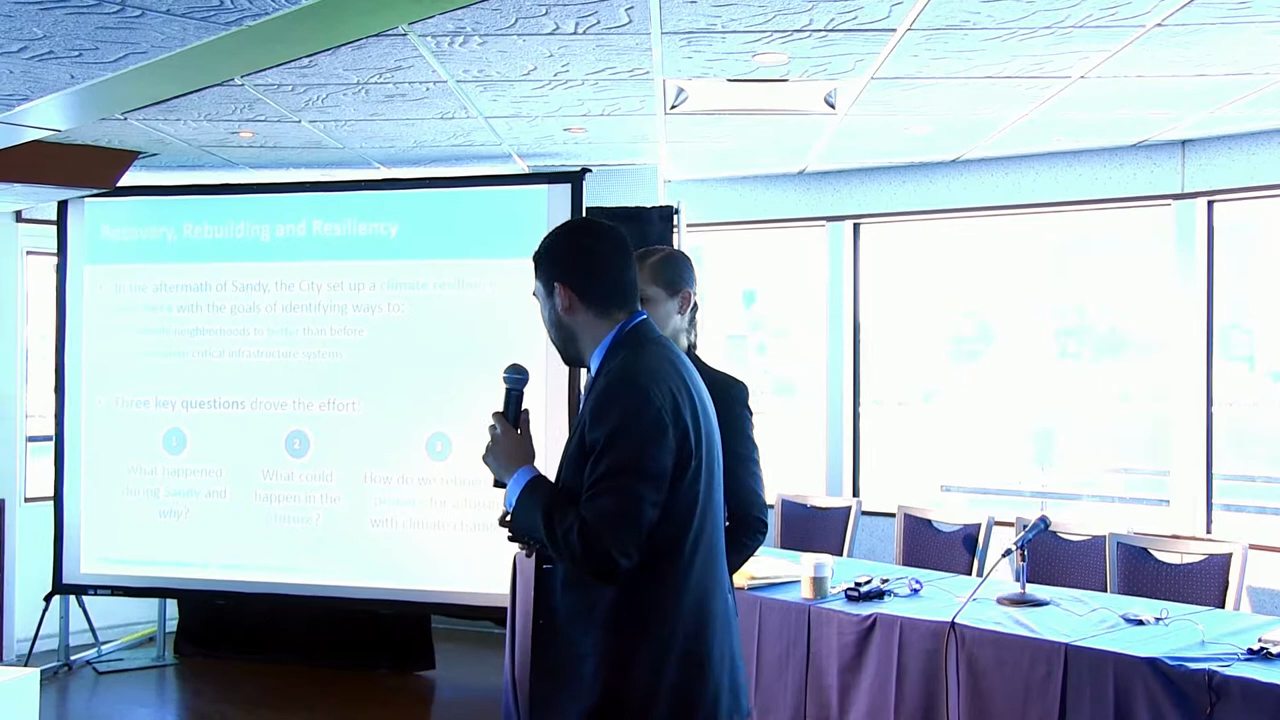 Recovery, Rebuilding and Resiliency
In the aftermath of Sandy, the City set up a climate resiliency
with the goals of identifying ways to:
neighborhoods to better than before
critical infrastructure systems
Three key questions drove the effort:
1
2
3
What happened
during Sandy and
why?
What could
happen in the
future?
How do we
for a
with climate